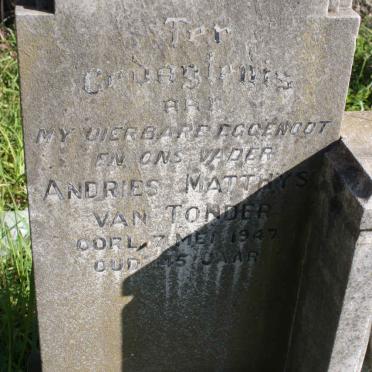 Ter
Gedagtenis
AAN
MY DIERBARE EGGENOOT
EN ONS VADER
ANDRIES MATTHYS
VAN TONDER
OORL. 7 MEI 1947
OUD JAAR